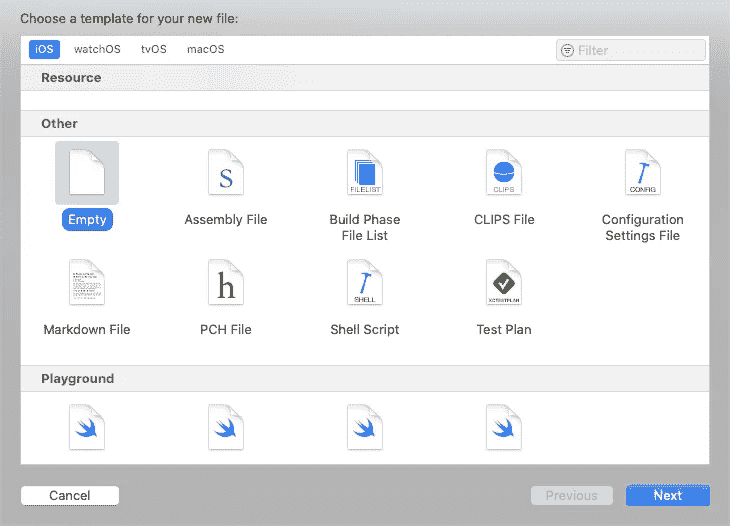 Choose a template for your new file:
iOS watchOS tvOS macOS Filter
Resource
Other
S FILELIST CLIPS CONFIG
Empty Assembly File Build Phase CLIPS File Configuration
File List Settings File
h SHELL XCTESTPLAN
Markdown File PCH File Shell Script Test Plan
Playground
Cancel Previous Next